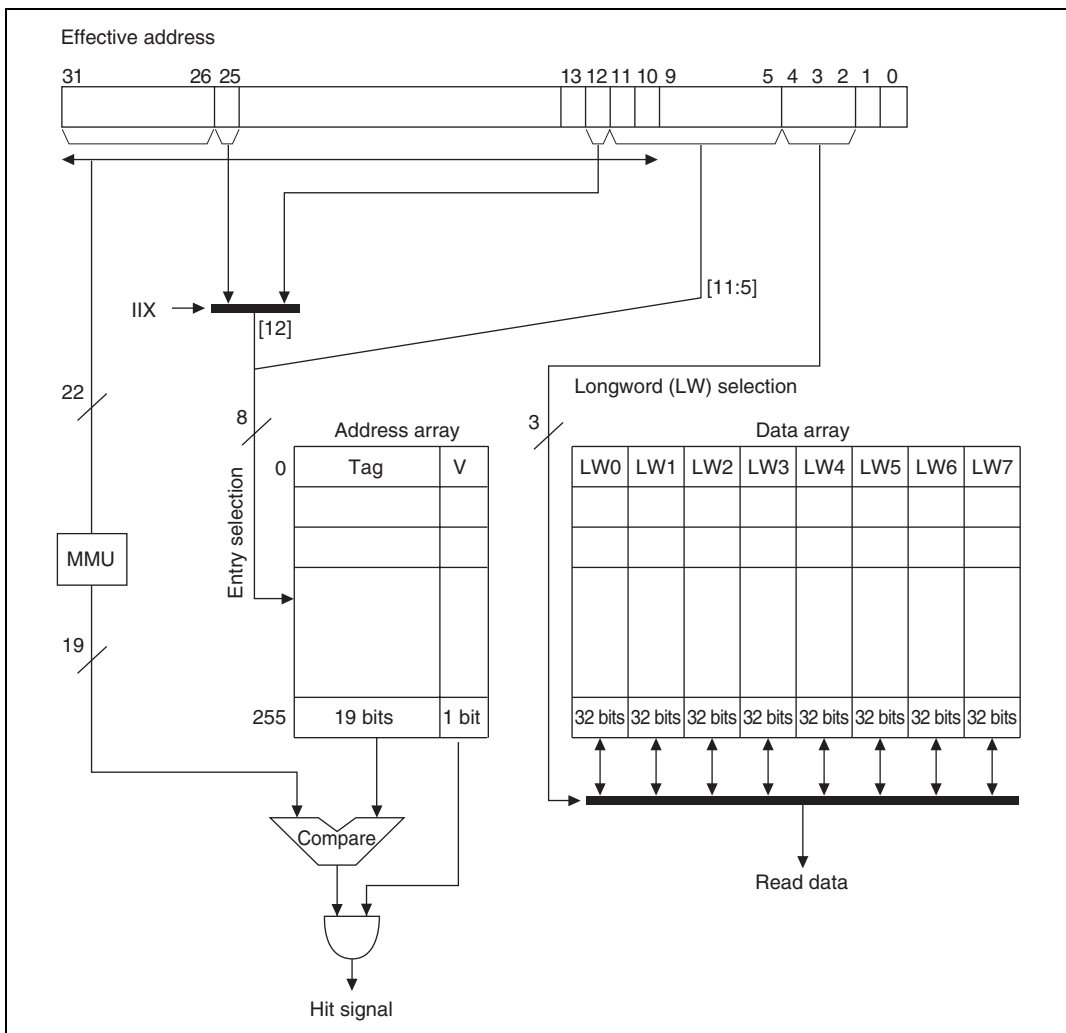 Effective address
31 26 25 13 12 11 10 9 5 4 3 2 1 0
[11:5]
IIX
[12]
Longword (LW) selection
22
8
3
Address array
Data array
Entry selection
0 Tag V
LW0 LW1 LW2 LW3 LW4 LW5 LW6 LW7
MMU
19
255 19 bits 1 bit
32 bits 32 bits 32 bits 32 bits 32 bits 32 bits 32 bits 32 bits
Compare
Read data
Hit signal